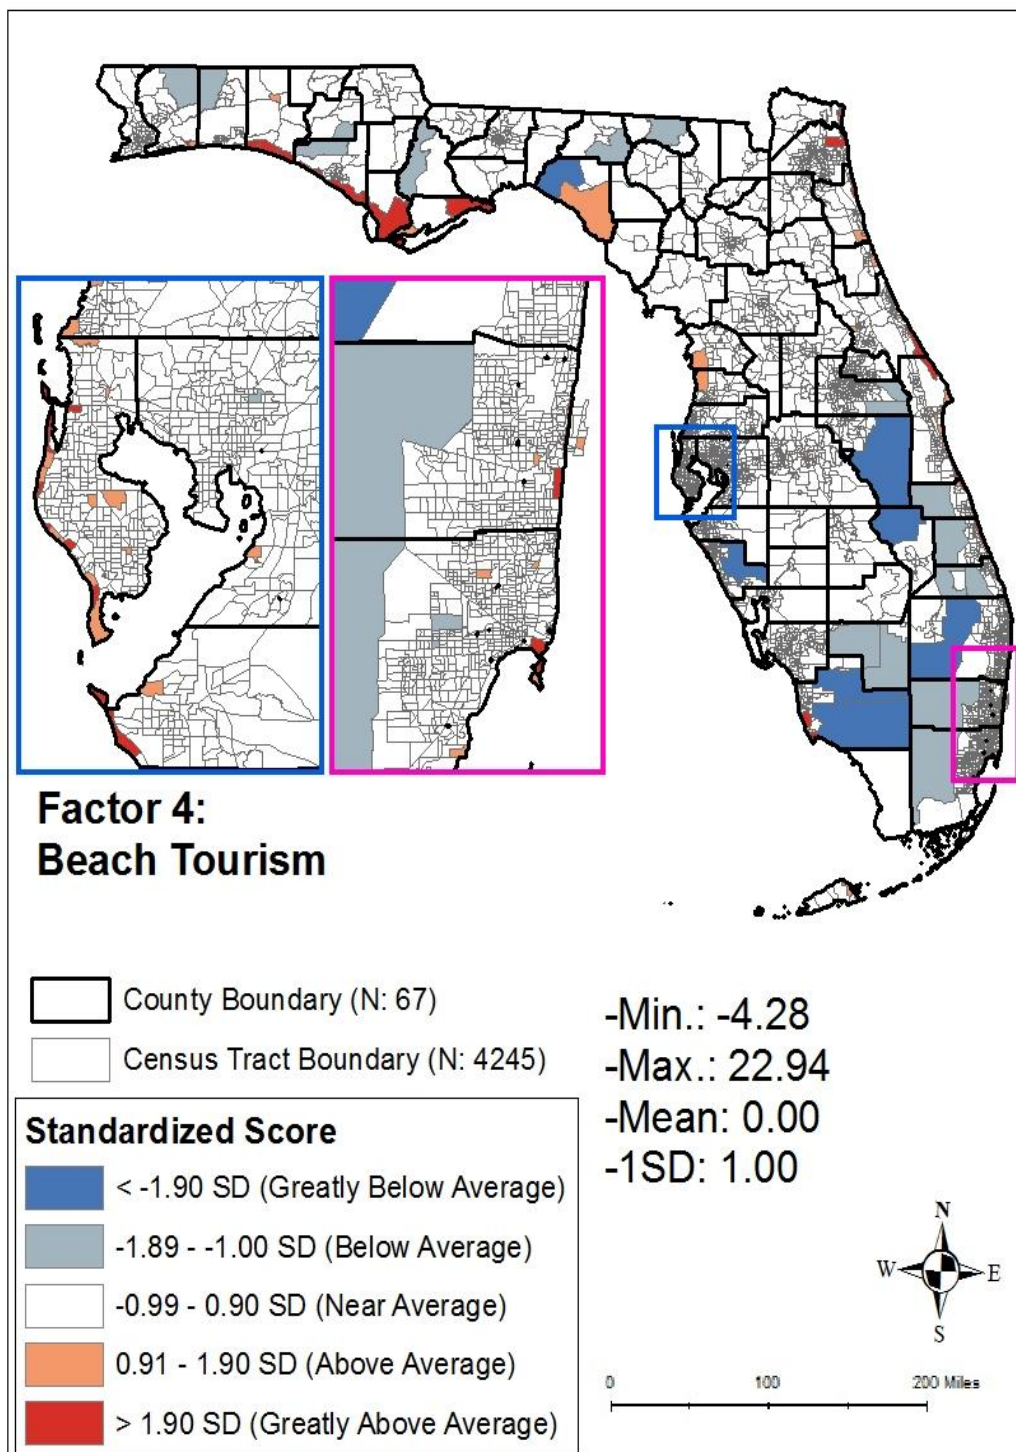 Factor 4:
Beach Tourism
County Boundary (N: 67)
Census Tract Boundary (N: 4245)
-Min.: -4.28
-Max.: 22.94
-Mean: 0.00
-1SD: 1.00
Standardized Score
< -1.90 SD (Greatly Below Average)
-1.89 - -1.00 SD (Below Average)
-0.99 - 0.90 SD (Near Average)
0.91 - 1.90 SD (Above Average)
> 1.90 SD (Greatly Above Average)
N
W E
S
0 100 200 Miles